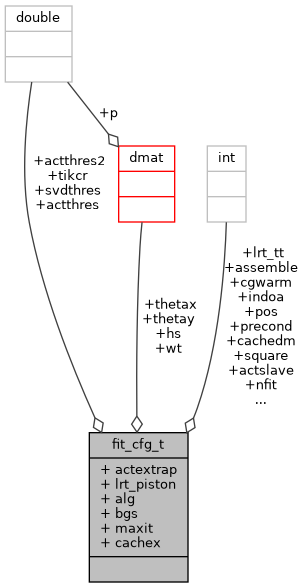 double
+p
dmat
int
+actthres2
+tikcr
+svdthres
+actthres
+thetax
+thetay
+hs
+wt
+lrt_tt
+assemble
+cgwarm
+indoa
+pos
+precond
+cachedm
+square
+actslave
+nfit
...
fit_cfg_t
+ actextrap
+ lrt_piston
+ alg
+ bgs
+ maxit
+ cachex